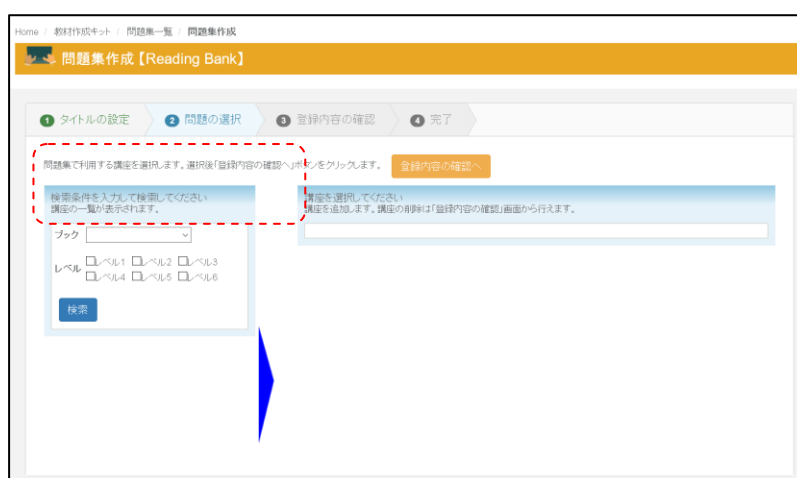 Home / 教材作成キット / 問題集一覧 / 問題集作成
問題集作成【Reading Bank】
1 タイトルの設定 2 問題の選択 3 登録内容の確認 4 完了
問題集で利用する講座を選択します。選択後「登録内容の確認へ」ボタンをクリックします。 登録内容の確認へ
検索条件を入力して検索してください
講座の一覧が表示されます。
講座を選択してください
講座を追加します。講座の削除は「登録内容の確認」画面から行えます。
ブック
レベル レベル1 レベル2 レベル3
レベル4 レベル5 レベル6
検索